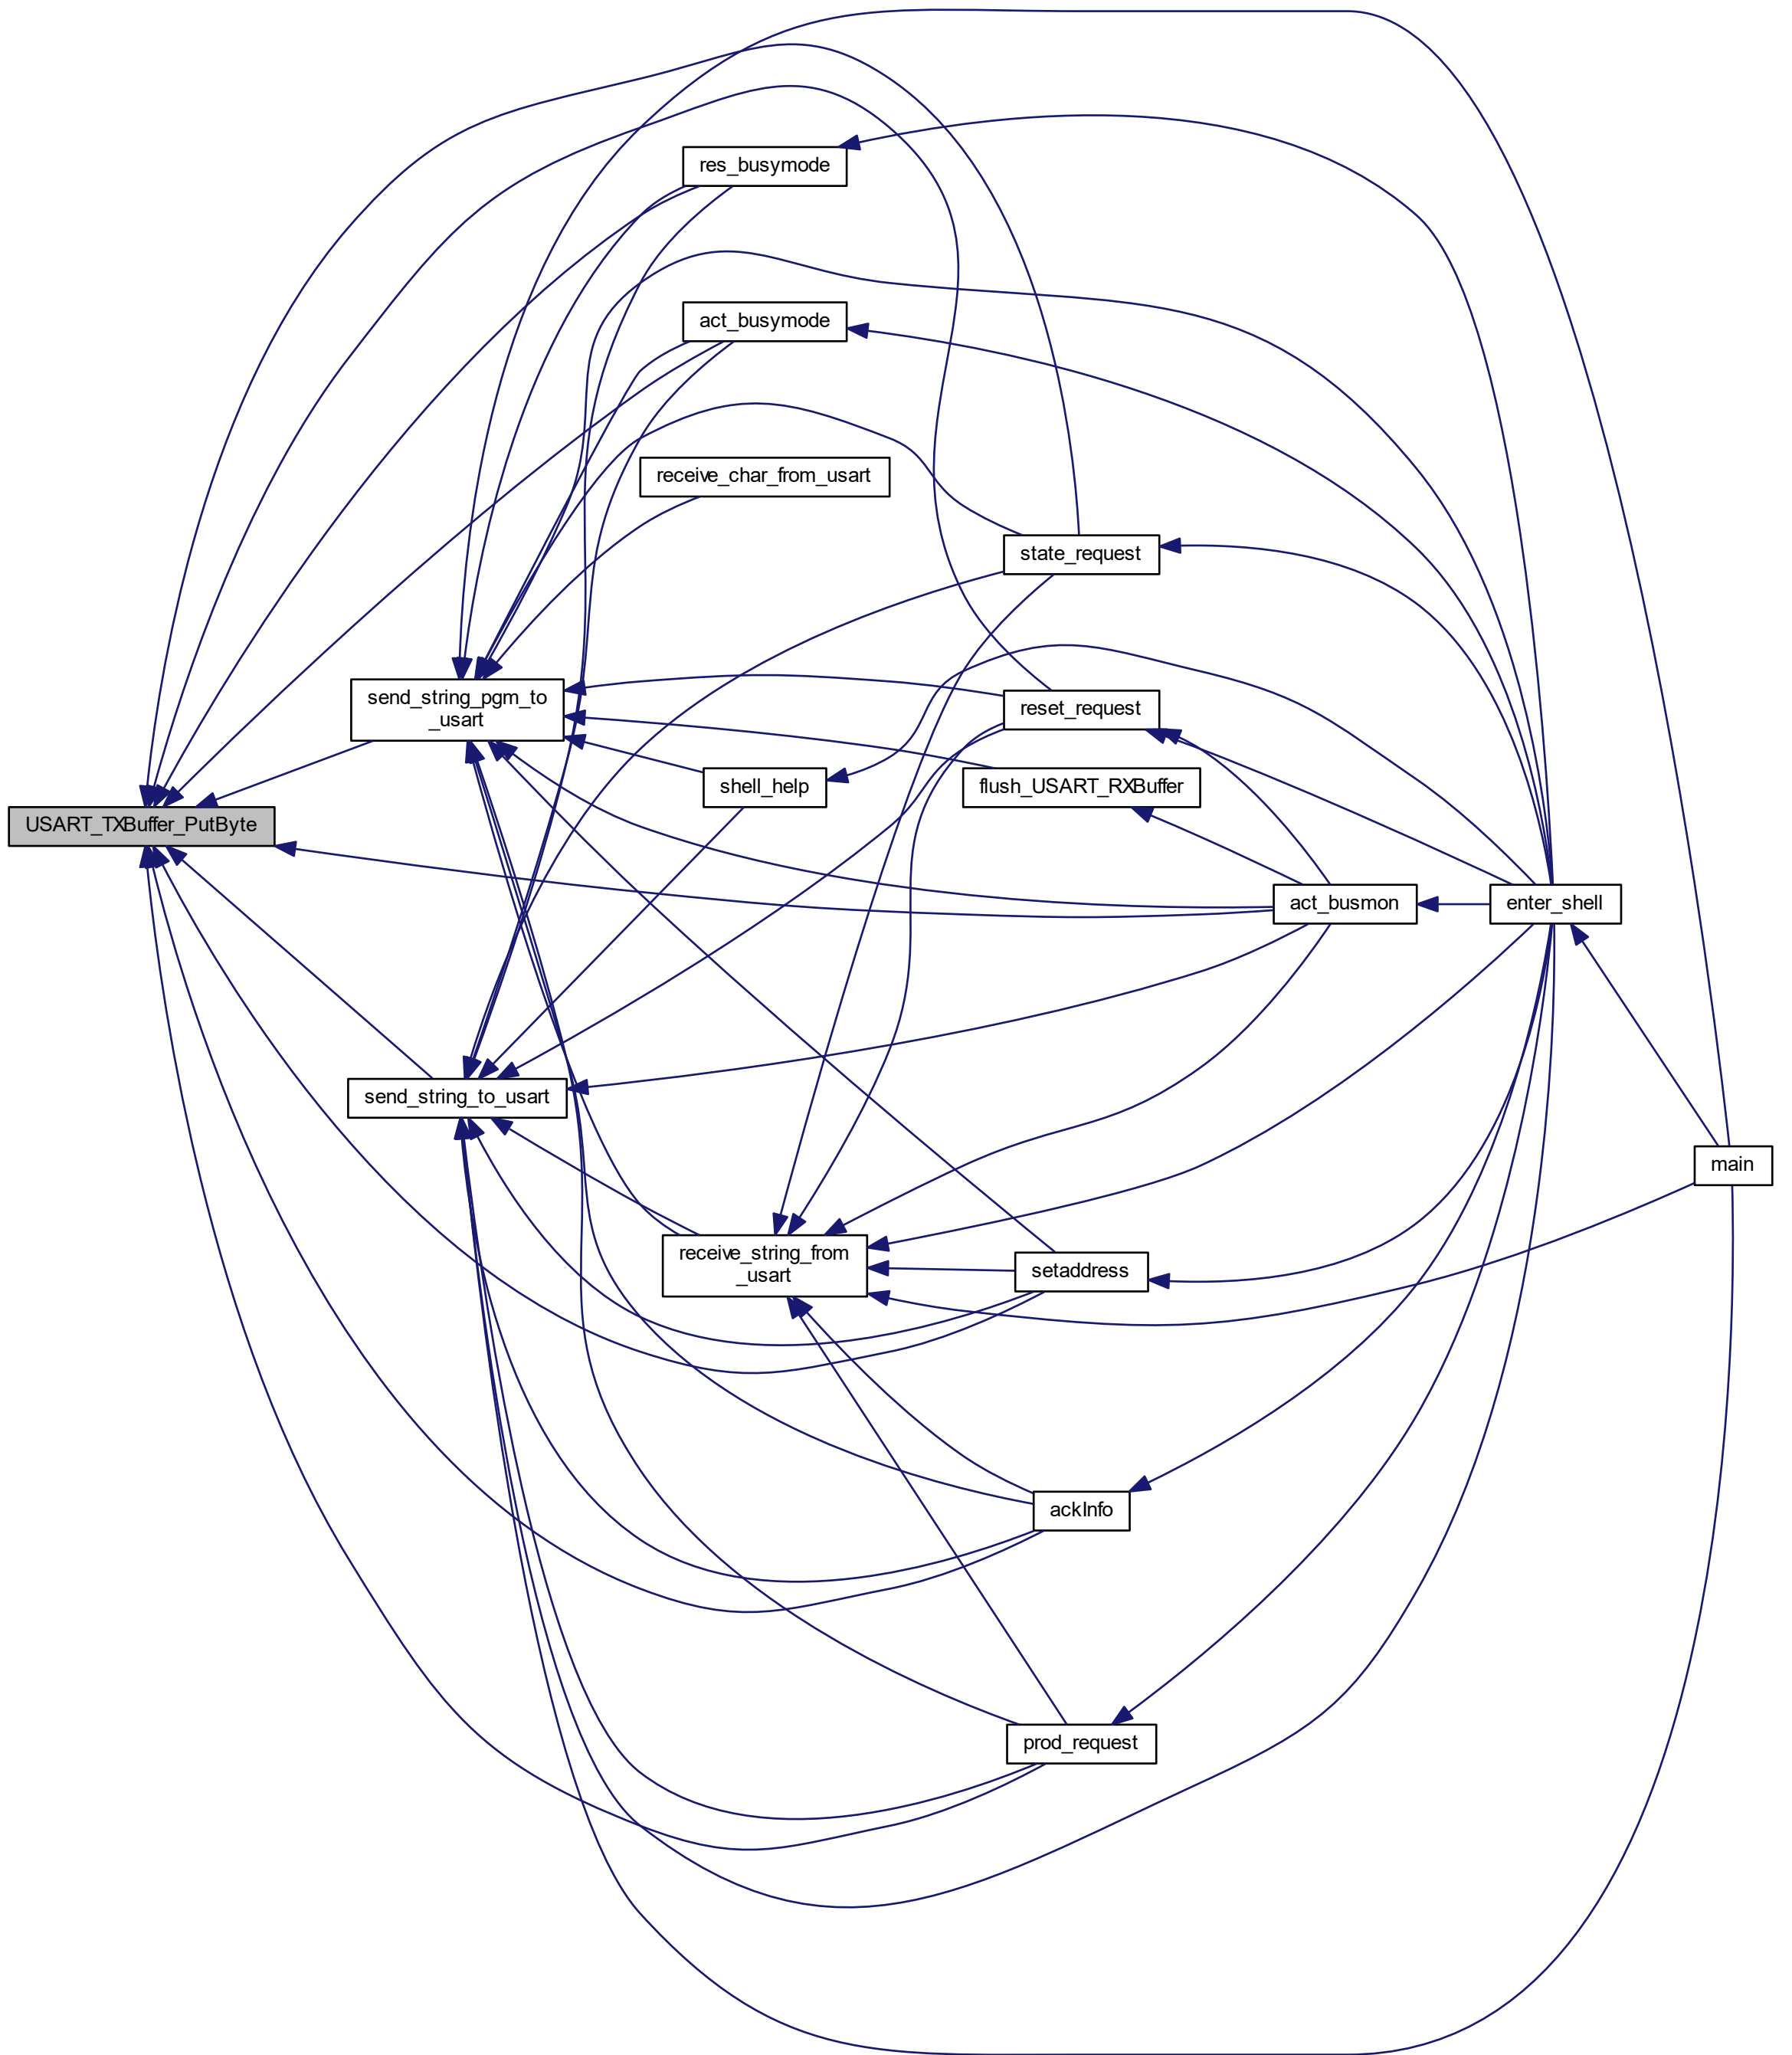 res_busymode
act_busymode
receive_char_from_usart
state_request
send_string_pgm_to
_usart
reset_request
shell_help
flush_USART_RXBuffer
USART_TXBuffer_PutByte
act_busmon
enter_shell
send_string_to_usart
main
receive_string_from
_usart
setaddress
ackInfo
prod_request